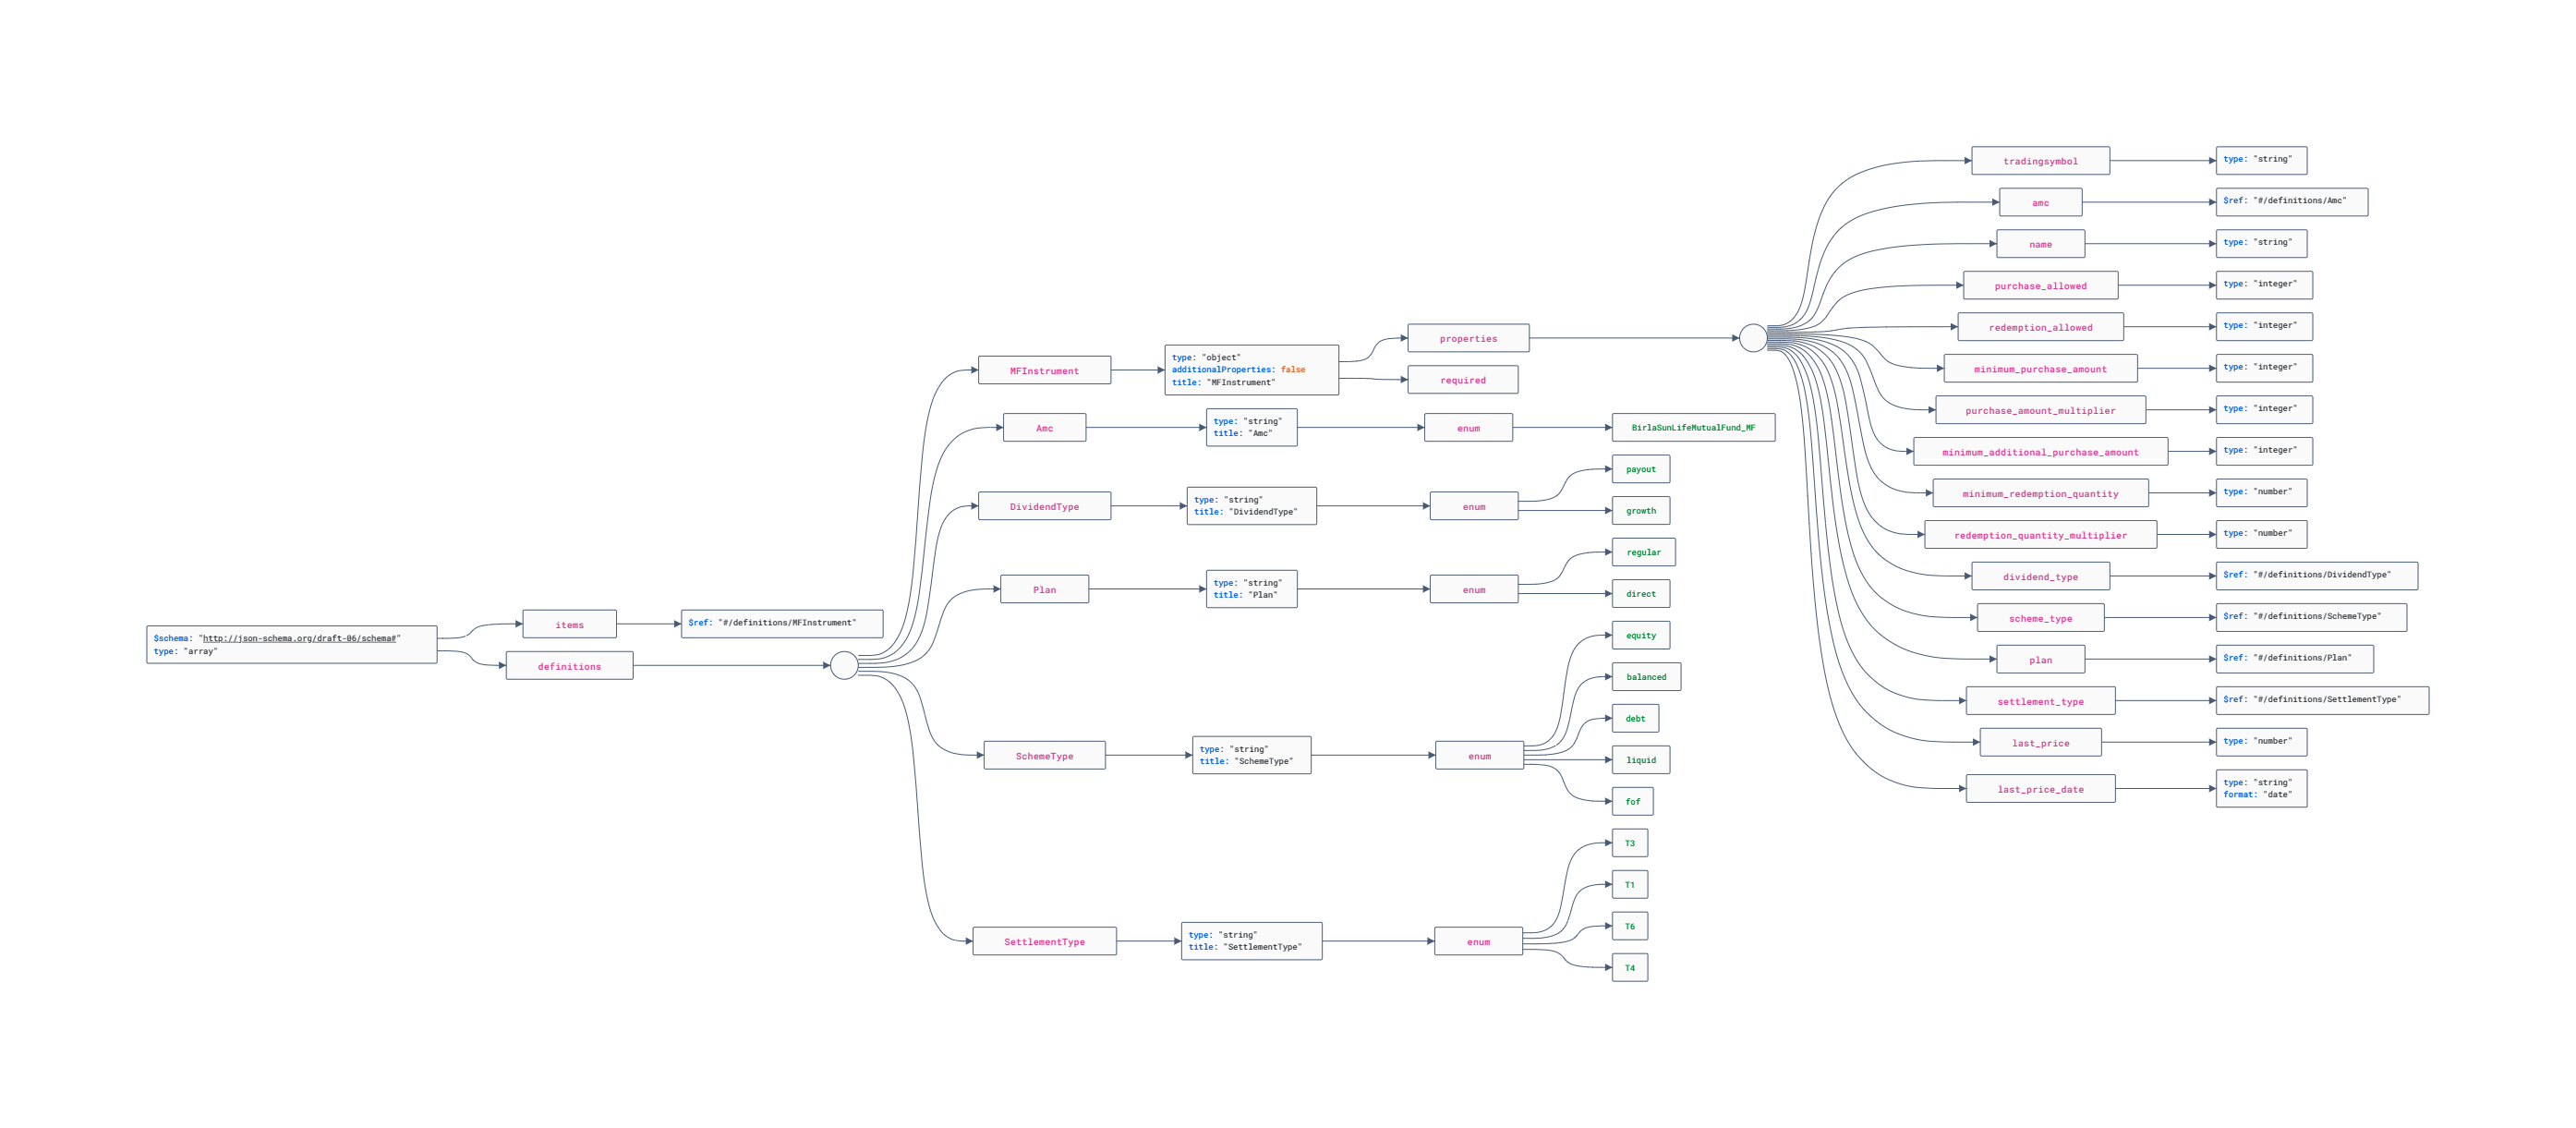 $schema: "http://json-schema.org/draft-06/schema#"
type: "array"
items
$ref: "#/definitions/MFInstrument"
definitions
MFInstrument
type: "object"
additionalProperties: false
title: "MFInstrument"
properties
required
tradingsymbol
type: "string"
amc
$ref: "#/definitions/Amc"
name
type: "string"
purchase_allowed
type: "integer"
redemption_allowed
type: "integer"
minimum_purchase_amount
type: "integer"
purchase_amount_multiplier
type: "integer"
minimum_additional_purchase_amount
type: "integer"
minimum_redemption_quantity
type: "number"
redemption_quantity_multiplier
type: "number"
dividend_type
$ref: "#/definitions/DividendType"
scheme_type
$ref: "#/definitions/SchemeType"
plan
$ref: "#/definitions/Plan"
settlement_type
$ref: "#/definitions/SettlementType"
last_price
type: "number"
last_price_date
type: "string"
format: "date"
Amc
type: "string"
title: "Amc"
enum
BirlaSunLifeMutualFund_MF
DividendType
type: "string"
title: "DividendType"
enum
payout
growth
Plan
type: "string"
title: "Plan"
enum
regular
direct
SchemeType
type: "string"
title: "SchemeType"
enum
equity
balanced
debt
liquid
fof
SettlementType
type: "string"
title: "SettlementType"
enum
T3
T1
T6
T4